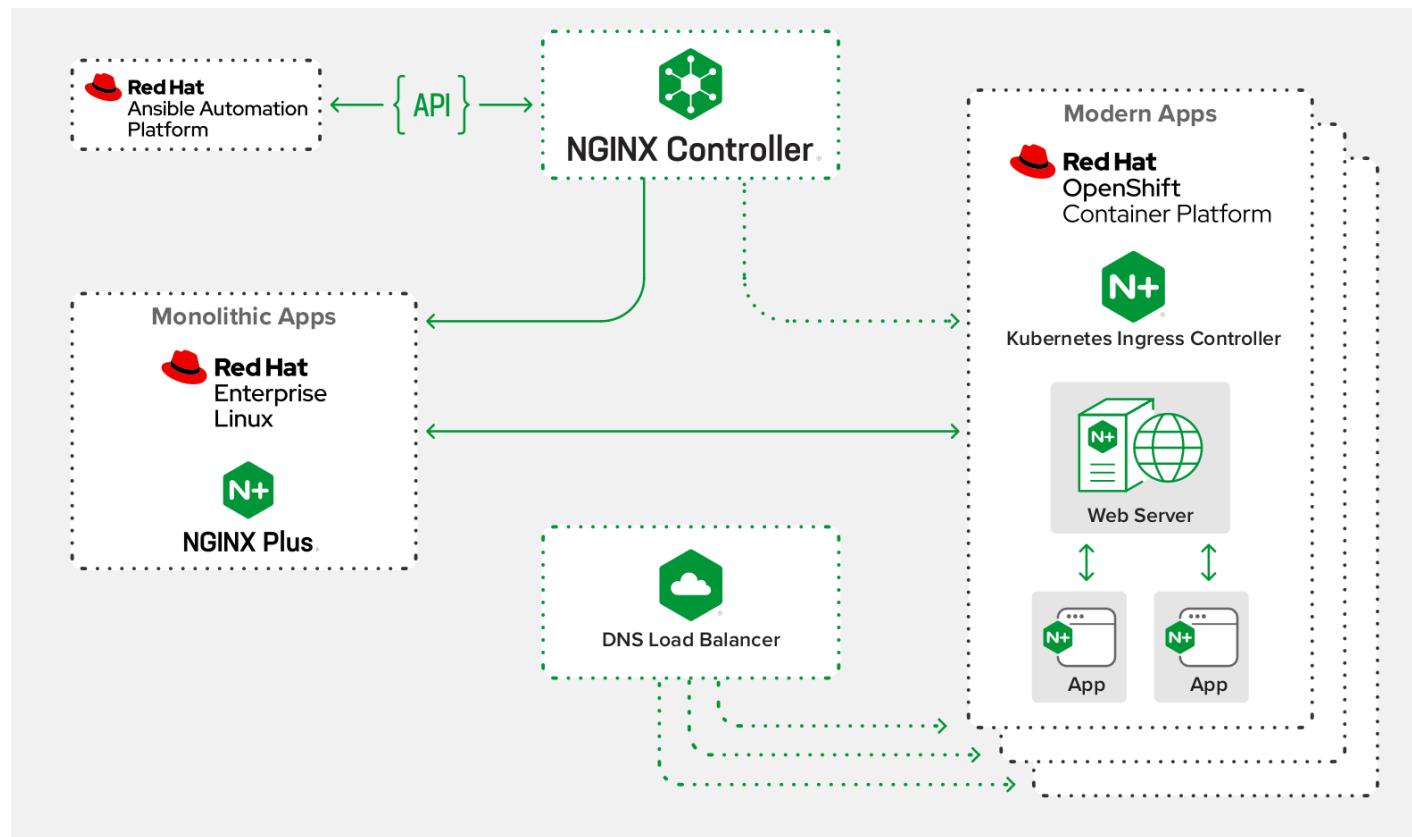 Red Hat
Ansible Automation
Platform
{ API }
NGINX Controller®
Modern Apps
Red Hat
OpenShift
Container Platform
N+
Kubernetes Ingress Controller
N+
Web Server
N+
App
N+
App
Monolithic Apps
Red Hat
Enterprise
Linux
N+
NGINX Plus®
DNS Load Balancer